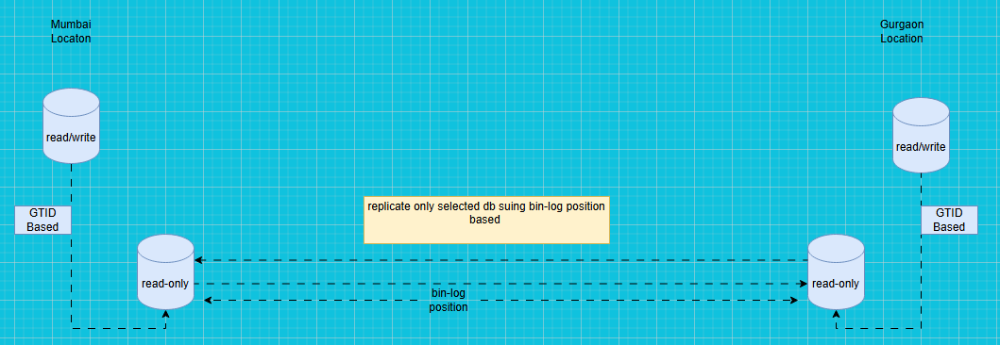 Mumbai
Locaton
Gurgaon
Location
read/write
read/write
GTID
Based
replicate only selected db suing bin-log position
based
GTID
Based
read-only
read-only
bin-log
position